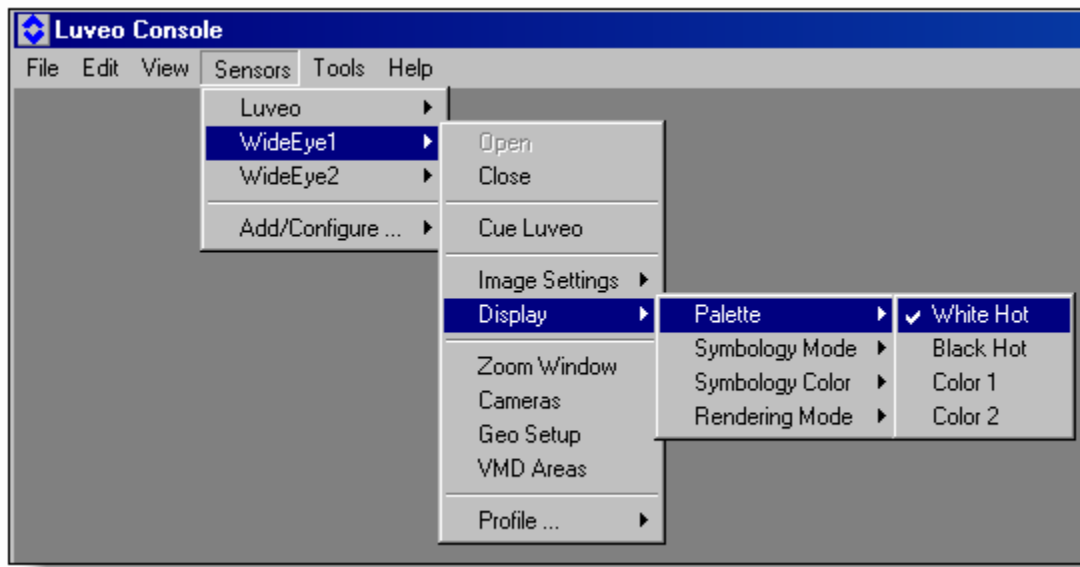 Luveo Console
File Edit View Sensors Tools Help
Luveo
WideEye1
WideEye2
Add/Configure ...
Open
Close
Cue Luveo
Image Settings
Display
Zoom Window
Cameras
Geo Setup
VMD Areas
Profile ...
Palette
Symbology Mode
Symbology Color
Rendering Mode
White Hot
Black Hot
Color 1
Color 2